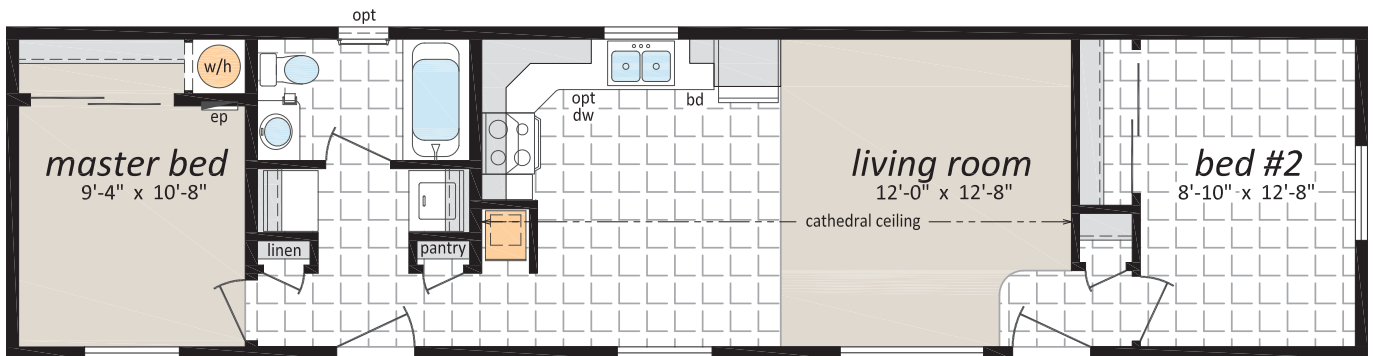 opt
w/h
ep
master bed
9'-4" x 10'-8"
linen
pantry
opt
dw
bd
living room
12'-0" x 12'-8"
cathedral ceiling
bed #2
8'-10" x 12'-8"